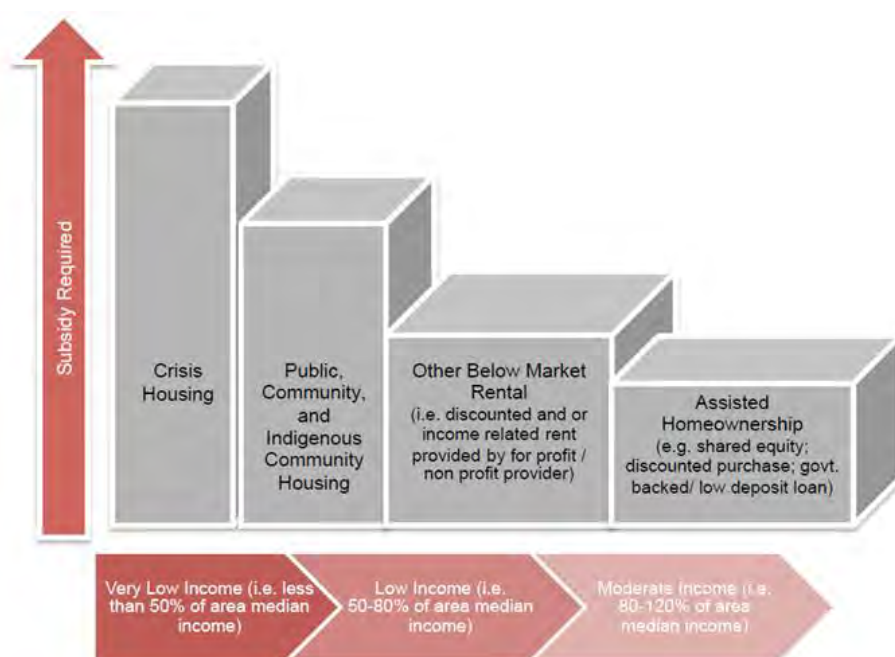 Subsidy Required
Crisis
Housing
Public,
Community,
and
Indigenous
Community
Housing
Other Below Market
Rental
(i.e. discounted and or
income related rent
provided by for profit /
non profit provider)
Assisted
Homeownership
(e.g. shared equity;
discounted purchase; govt.
backed/ low deposit loan)
Very Low Income (i.e. less
than 50% of area median
income)
Low Income (i.e.
50-80% of area median
income)
Moderate Income (i.e.
80-120% of area
median income)